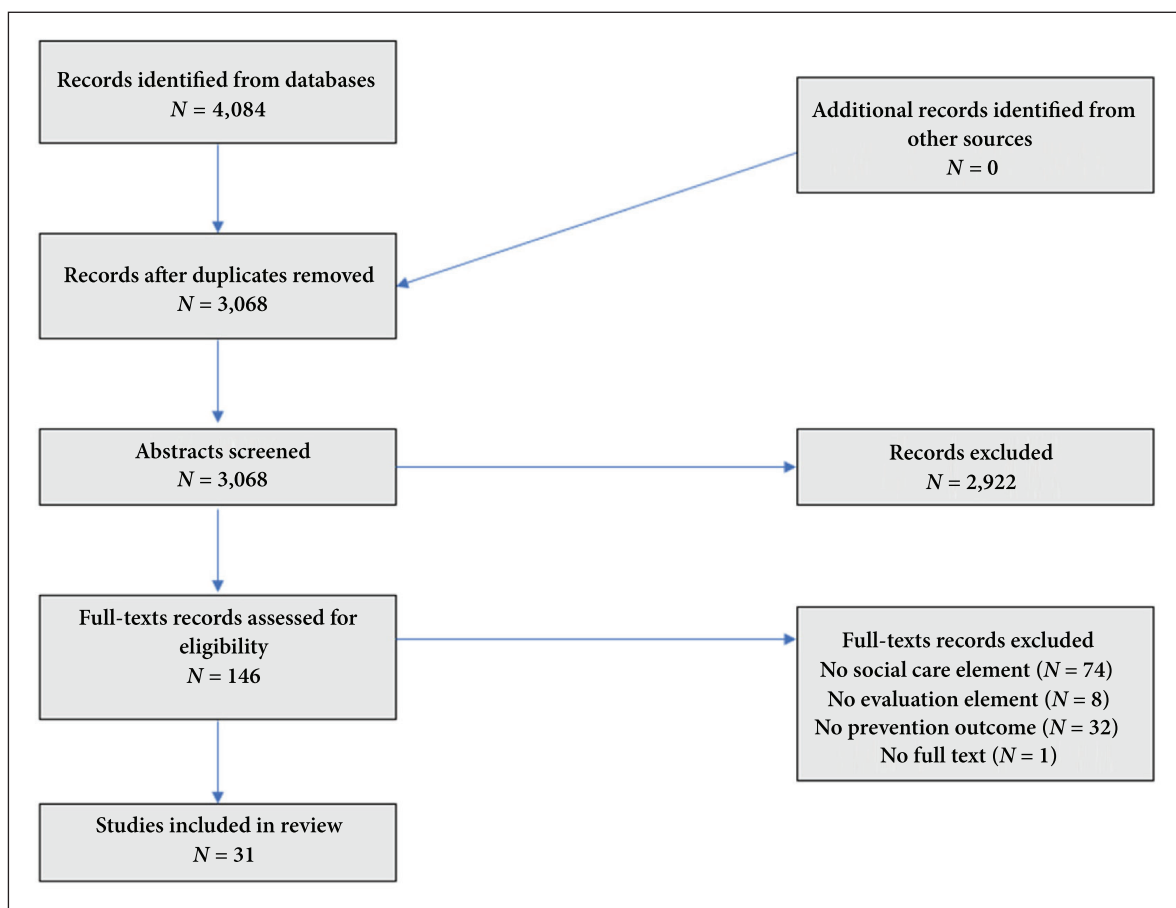 Records identified from databases
N = 4,084
Additional records identified from
other sources
N = 0
Records after duplicates removed
N = 3,068
Abstracts screened
N = 3,068
Records excluded
N = 2,922
Full-texts records assessed for
eligibility
N = 146
Full-texts records excluded
No social care element (N = 74)
No evaluation element (N = 8)
No prevention outcome (N = 32)
No full text (N = 1)
Studies included in review
N = 31